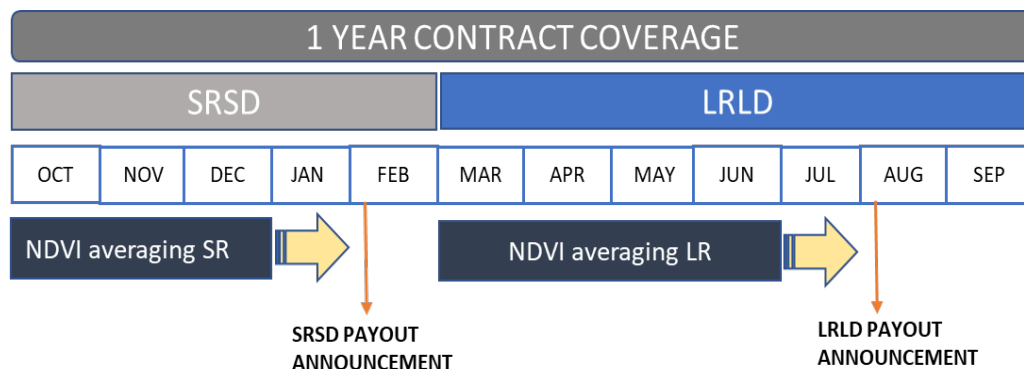 1 YEAR CONTRACT COVERAGE
SRSD
LRLD
OCT NOV DEC JAN FEB MAR APR MAY JUN JUL AUG SEP
NDVI averaging SR
NDVI averaging LR
SRSD PAYOUT
ANNOUNCEMENT
LRLD PAYOUT
ANNOUNCEMENT